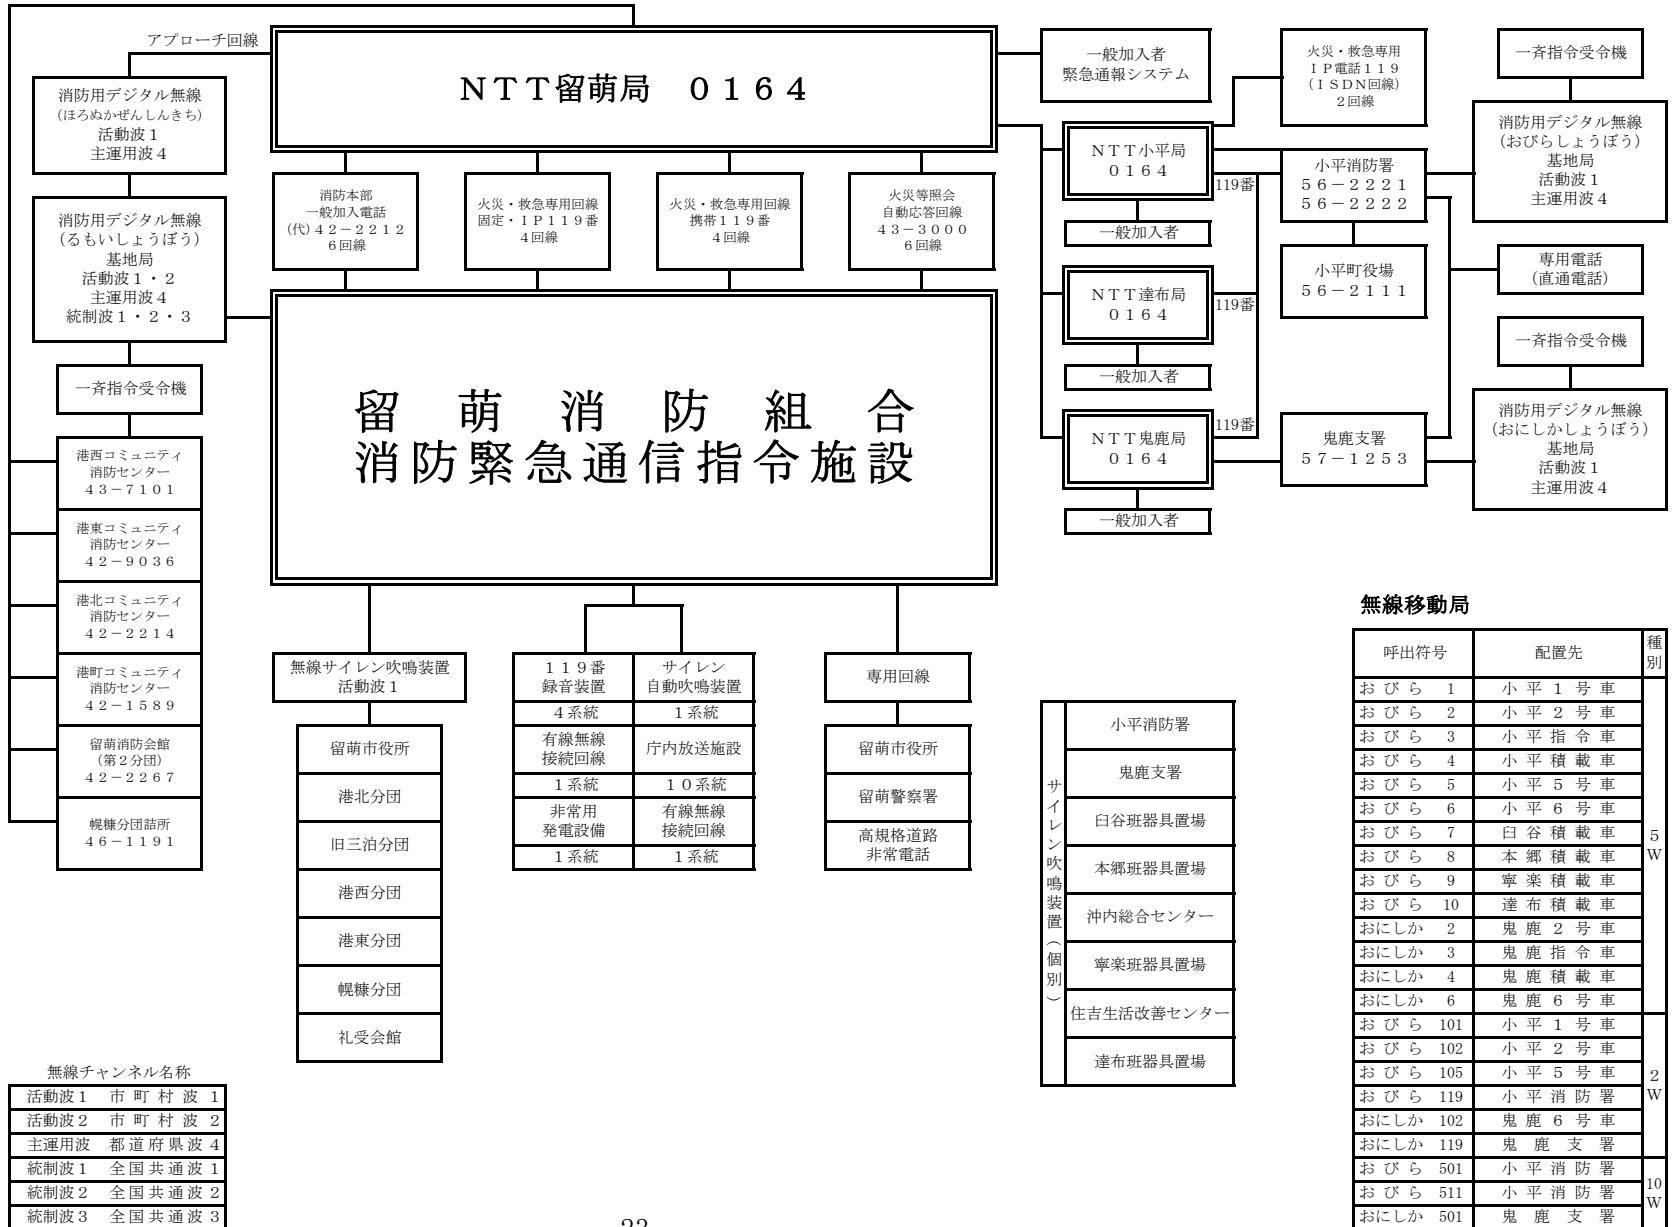 アプローチ回線
ＮＴＴ留萌局　０１６４
消防用デジタル無線
（ほろぬかぜんしんきち）
活動波１
主運用波４
消防用デジタル無線
（るもいしょうぼう）
基地局
活動波１・２
主運用波４
統制波１・２・３
一斉指令受令機
港西コミュニティ
消防センター
４３－７１０１
港東コミュニティ
消防センター
４２－９０３６
港北コミュニティ
消防センター
４２－２２１４
港町コミュニティ
消防センター
４２－１５８９
留萌消防会館
（第２分団）
４２－２２６７
幌糠分団詰所
４６－１１９１
消防本部
一般加入電話
（代）４２－２２１２
６回線
火災・救急専用回線
固定・ＩＰ１１９番
４回線
火災・救急専用回線
携帯１１９番
４回線
火災等照会
自動応答回線
４３－３０００
６回線
留萌消防組合
消防緊急通信指令施設
無線サイレン吹鳴装置
活動波１
留萌市役所
港北分団
旧三泊分団
港西分団
港東分団
幌糠分団
礼受会館
１１９番
録音装置
４系統
有線無線
接続回線
１系統
非常用
発電設備
１系統
サイレン
自動吹鳴装置
１系統
庁内放送施設
１０系統
有線無線
接続回線
１系統
専用回線
留萌市役所
留萌警察署
高規格道路
非常電話
一般加入者
緊急通報システム
ＮＴＴ小平局
０１６４
119番
一般加入者
ＮＴＴ達布局
０１６４
119番
一般加入者
ＮＴＴ鬼鹿局
０１６４
119番
一般加入者
火災・救急専用
ＩＰ電話１１９
（ＩＳＤＮ回線）
２回線
小平消防署
５６－２２２１
５６－２２２２
小平町役場
５６－２１１１
鬼鹿支署
５７－１２５３
一斉指令受令機
消防用デジタル無線
（おびらしょうぼう）
基地局
活動波１
主運用波４
専用電話
（直通電話）
一斉指令受令機
消防用デジタル無線
（おにしかしょうぼう）
基地局
活動波１
主運用波４
サイレン吹鳴装置（個別）
小平消防署
鬼鹿支署
臼谷班器具置場
本郷班器具置場
沖内総合センター
寧楽班器具置場
住吉生活改善センター
達布班器具置場
無線移動局
呼出符号　配置先　種別
おびら　1　小平１号車
おびら　2　小平２号車
おびら　3　小平指令車
おびら　4　小平積載車
おびら　5　小平５号車
おびら　6　小平６号車
おびら　7　臼谷積載車
おびら　8　本郷積載車
おびら　9　寧楽積載車
おびら　10　達布積載車
おにしか　2　鬼鹿２号車
おにしか　3　鬼鹿指令車
おにしか　4　鬼鹿積載車
おにしか　6　鬼鹿６号車
5W
おびら　101　小平１号車
おびら　102　小平２号車
おびら　105　小平５号車
おびら　119　小平消防署
おにしか　102　鬼鹿６号車
おにしか　119　鬼鹿支署
2W
おびら　501　小平消防署
おびら　511　小平消防署
おにしか　501　鬼鹿支署
10W
無線チャンネル名称
活動波１　市町村波１
活動波２　市町村波２
主運用波　都道府県波４
統制波１　全国共通波１
統制波２　全国共通波２
統制波３　全国共通波３